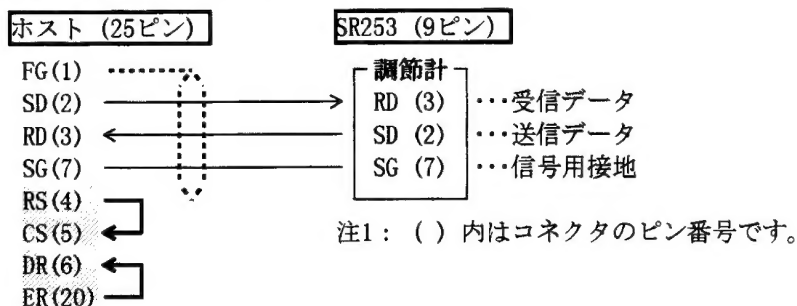 ホスト (25ピン) SR253 (9ピン)
FG(1) 調節計
SD(2) RD (3) …受信データ
RD(3) SD (2) …送信データ
SG(7) SG (7) …信号用接地
RS(4)
CS(5) 注1: ( ) 内はコネクタのピン番号です。
DR(6)
ER(20)